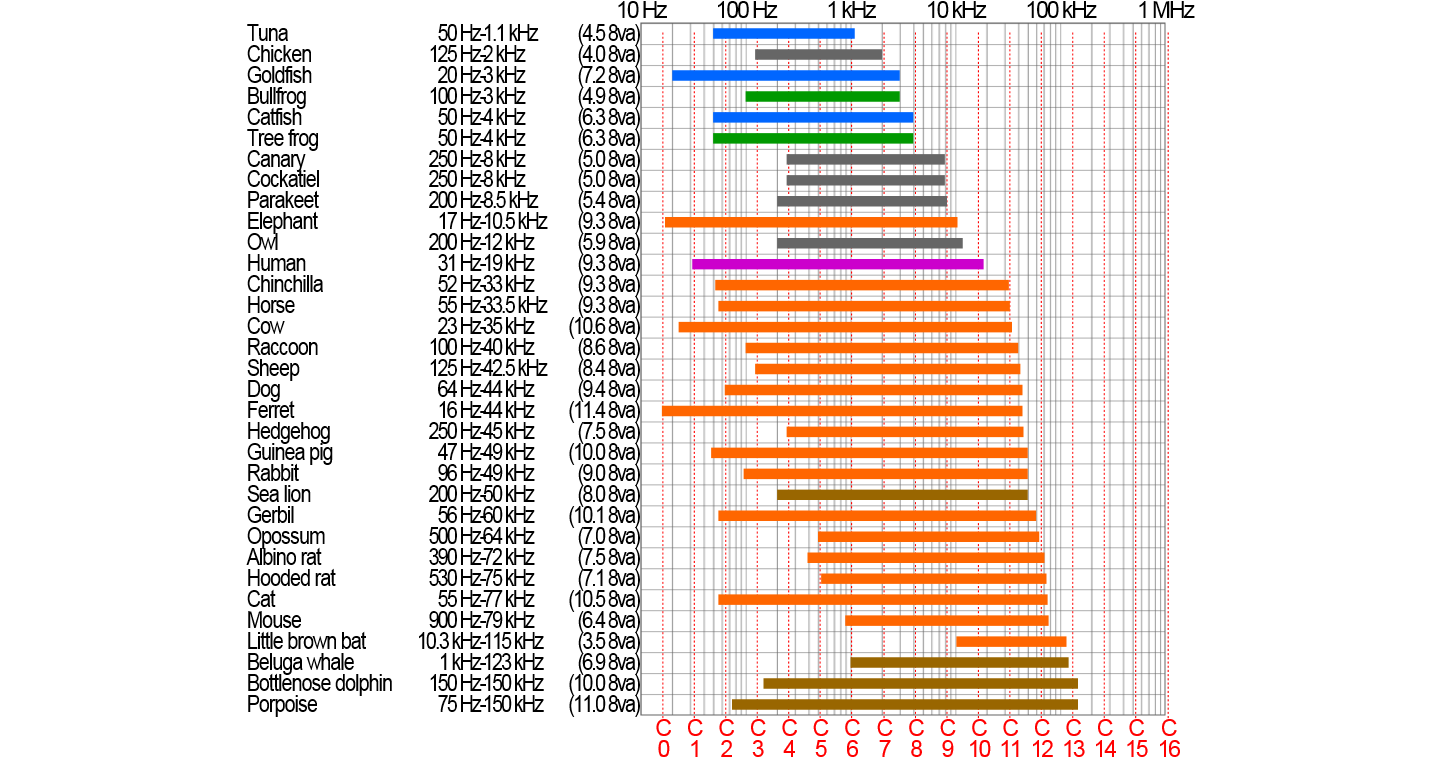 10 Hz 100 Hz 1 kHz 10 kHz 100 kHz 1 MHz
Tuna 50 Hz-1.1 kHz (4.5 8va)
Chicken 125 Hz-2 kHz (4.0 8va)
Goldfish 20 Hz-3 kHz (7.2 8va)
Bullfrog 100 Hz-3 kHz (4.9 8va)
Catfish 50 Hz-4 kHz (6.3 8va)
Tree frog 50 Hz-4 kHz (6.3 8va)
Canary 250 Hz-8 kHz (5.0 8va)
Cockatiel 250 Hz-8 kHz (5.0 8va)
Parakeet 200 Hz-8.5 kHz (5.4 8va)
Elephant 17 Hz-10.5 kHz (9.3 8va)
Owl 200 Hz-12 kHz (5.9 8va)
Human 31 Hz-19 kHz (9.3 8va)
Chinchilla 52 Hz-33 kHz (9.3 8va)
Horse 55 Hz-33.5 kHz (9.3 8va)
Cow 23 Hz-35 kHz (10.6 8va)
Raccoon 100 Hz-40 kHz (8.6 8va)
Sheep 125 Hz-42.5 kHz (8.4 8va)
Dog 64 Hz-44 kHz (9.4 8va)
Ferret 16 Hz-44 kHz (11.4 8va)
Hedgehog 250 Hz-45 kHz (7.5 8va)
Guinea pig 47 Hz-49 kHz (10.0 8va)
Rabbit 96 Hz-49 kHz (9.0 8va)
Sea lion 200 Hz-50 kHz (8.0 8va)
Gerbil 56 Hz-60 kHz (10.1 8va)
Opossum 500 Hz-64 kHz (7.0 8va)
Albino rat 390 Hz-72 kHz (7.5 8va)
Hooded rat 530 Hz-75 kHz (7.1 8va)
Cat 55 Hz-77 kHz (10.5 8va)
Mouse 900 Hz-79 kHz (6.4 8va)
Little brown bat 10.3 kHz-115 kHz (3.5 8va)
Beluga whale 1 kHz-123 kHz (6.9 8va)
Bottlenose dolphin 150 Hz-150 kHz (10.0 8va)
Porpoise 75 Hz-150 kHz (11.0 8va)
C C C C C C C C C C C C C C C C C
0 1 2 3 4 5 6 7 8 9 10 11 12 13 14 15 16